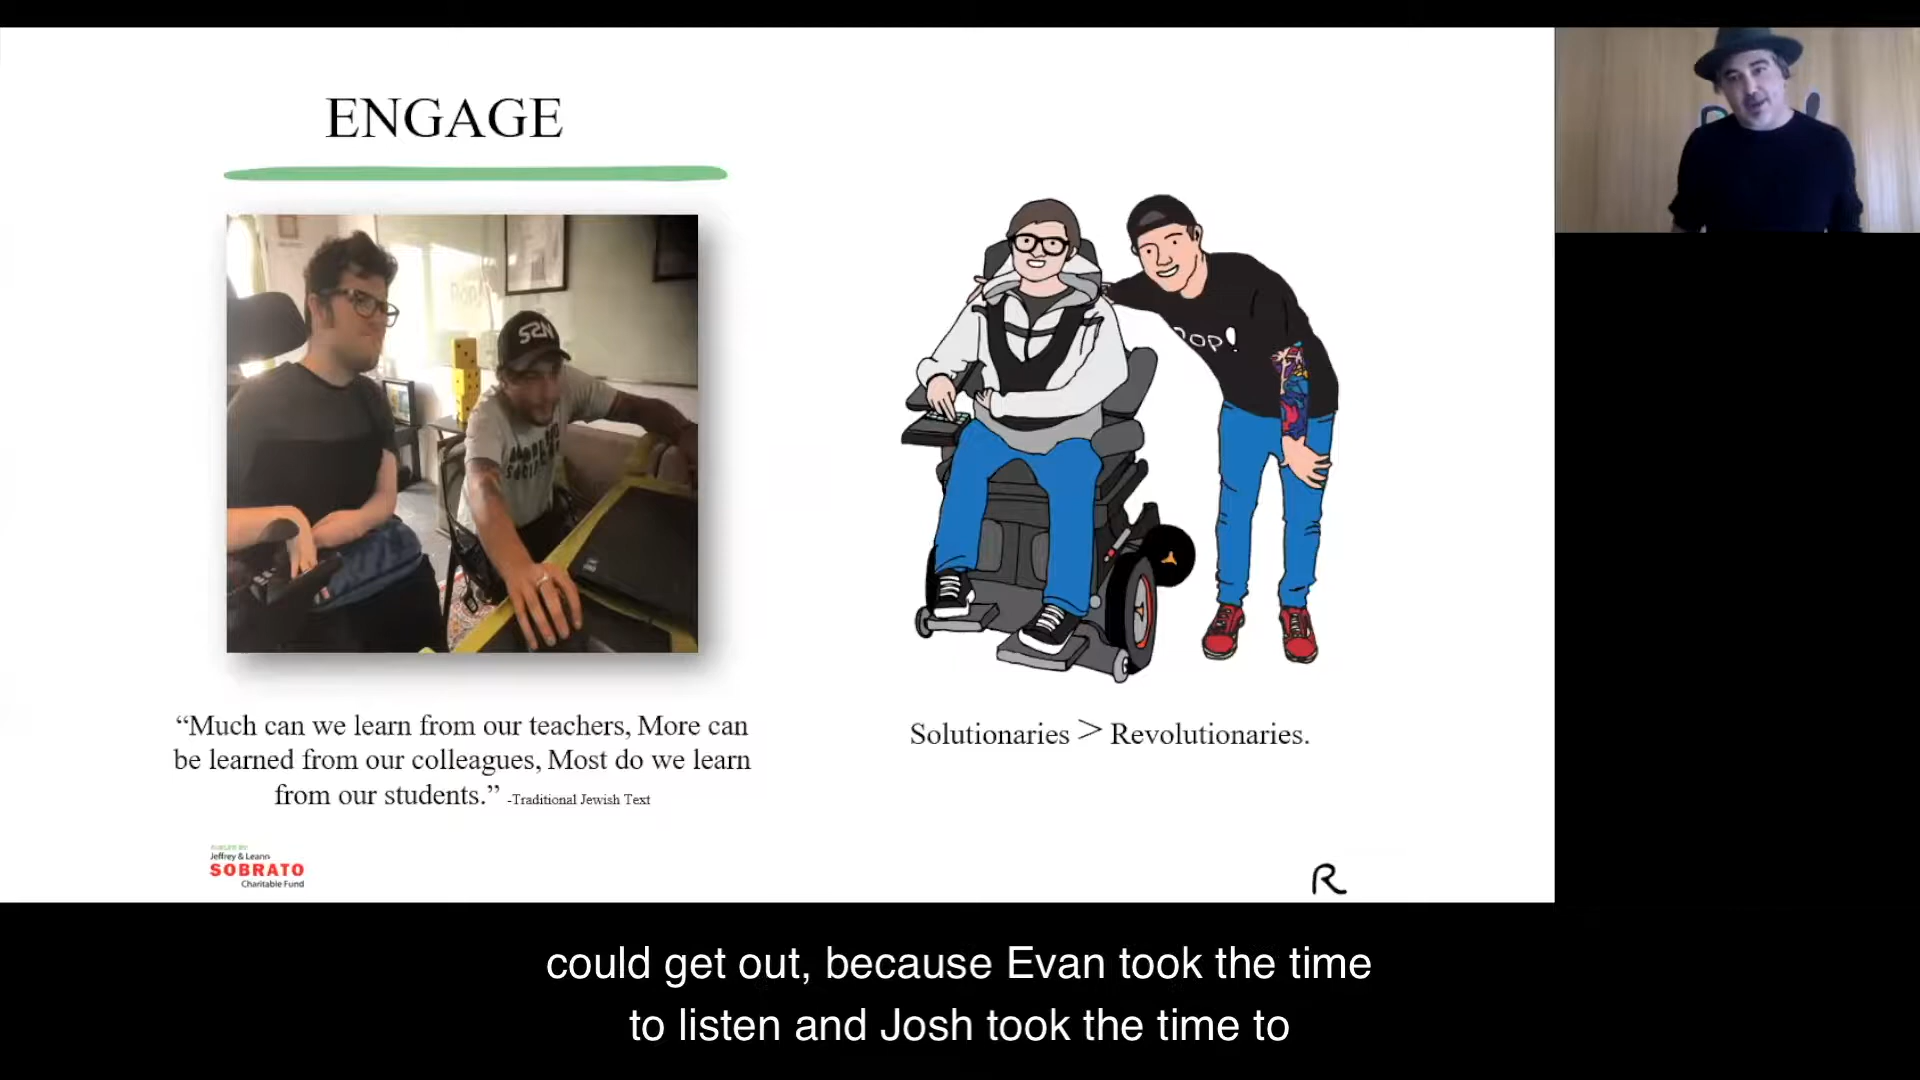 ENGAGE
SZN
pop!
“Much can we learn from our teachers, More can
be learned from our colleagues, Most do we learn
from our students.” -Traditional Jewish Text
Solutionaries > Revolutionaries.
Jeffrey & Leann
SOBRATO
Charitable Fund
R
could get out, because Evan took the time
to listen and Josh took the time to